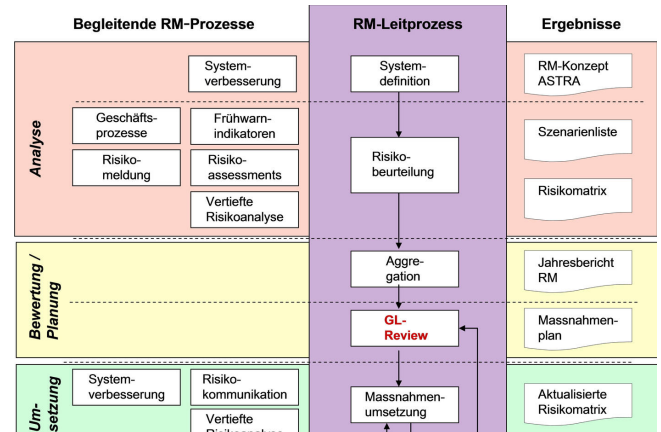 Begleitende RM-Prozesse
RM-Leitprozess
Ergebnisse
Analyse
System-
verbesserung
System-
definition
RM-Konzept
ASTRA
Geschäfts-
prozesse
Frühwarn-
indikatoren
Szenarienliste
Risiko-
meldung
Risiko-
assessments
Risiko-
beurteilung
Vertiefte
Risikoanalyse
Risikomatrix
Bewertung /
Planung
Aggre-
gation
Jahresbericht
RM
GL-
Review
Massnahmen-
plan
Um-
setzung
System-
verbesserung
Risiko-
kommunikation
Massnahmen-
umsetzung
Aktualisierte
Risikomatrix
Vertiefte
Risikoanalyse